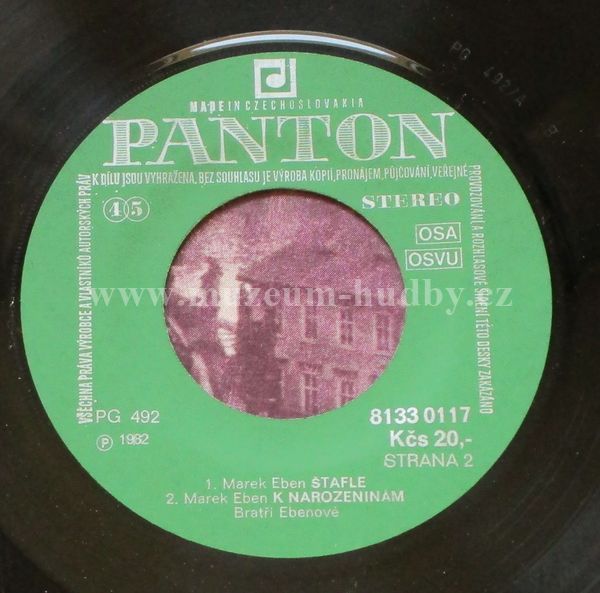 MADE IN CZECHOSLOVAKIA
PANTON
VŠECHNA PRÁVA VÝROBCE A VLASTNÍKŮ AUTORSKÝCH PRÁV K DÍLU JSOU VYHRAŽENA, BEZ SOUHLASU JE VÝROBA KOPIÍ, PRONÁJEM, PŮJČOVÁNÍ, VEŘEJNÉ PROVOZOVÁNÍ A ROZHLASOVÉ ŠÍŘENÍ TÉTO DESKY ZAKÁZÁNO
45
STEREO
OSA
OSVU
www.muzeum-hudby.cz
PG 492
Ⓟ 1982
8133 0117
Kčs 20,-
STRANA 2
1. Marek Eben ŠTAFLE
2. Marek Eben K NAROZENINÁM
Bratři Ebenové